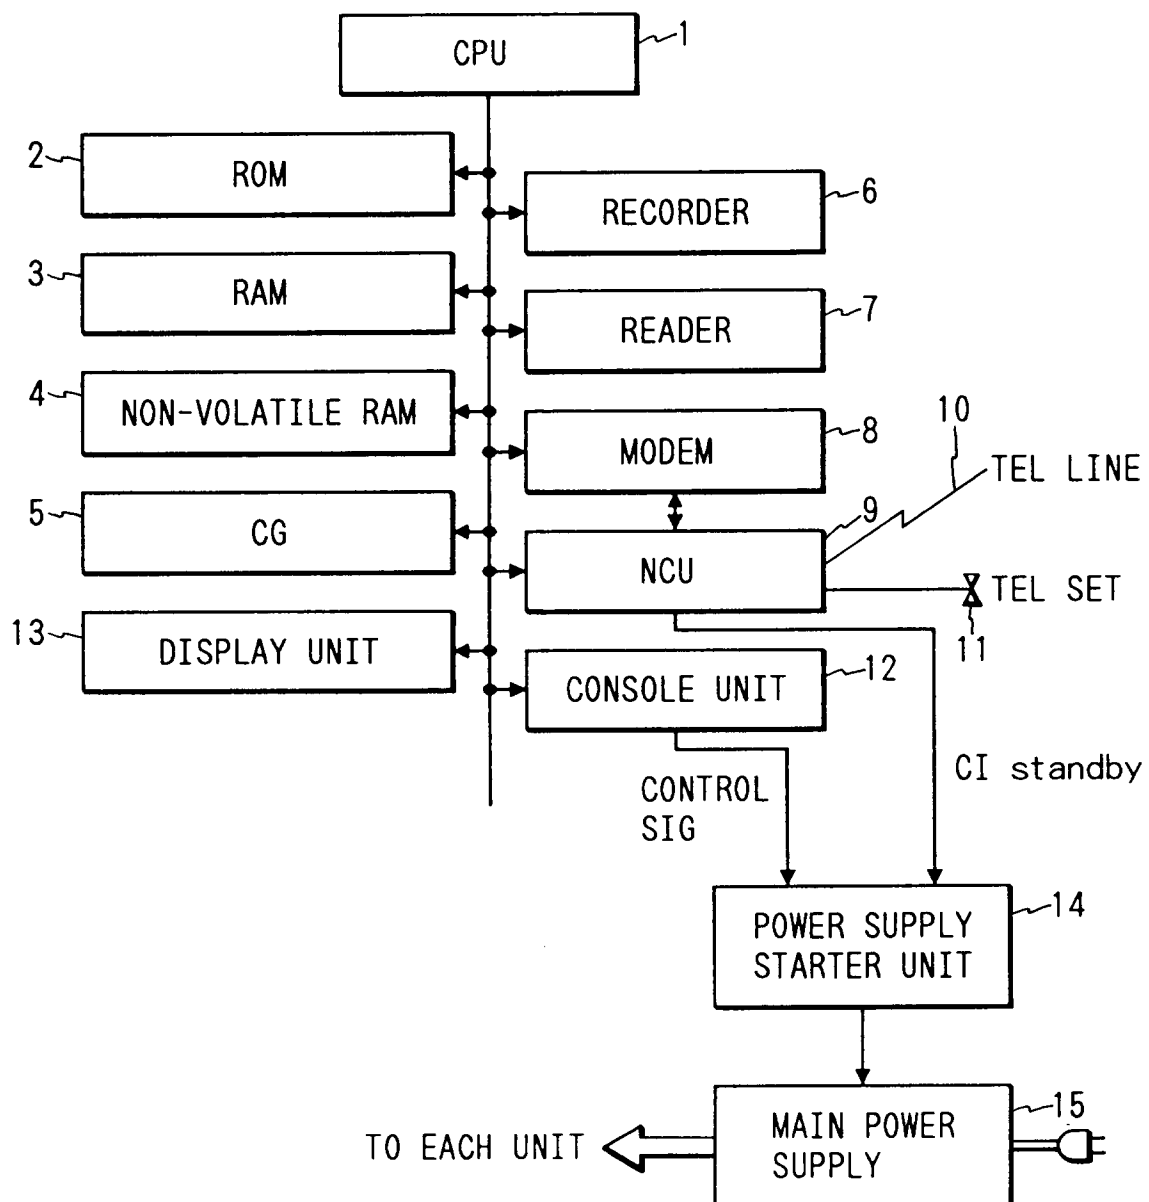 CPU
1
2
ROM
6
RECORDER
3
RAM
7
READER
4
NON-VOLATILE RAM
8
MODEM
10
TEL LINE
5
CG
9
NCU
TEL SET
11
13
DISPLAY UNIT
12
CONSOLE UNIT
CONTROL
SIG
CI standby
14
POWER SUPPLY
STARTER UNIT
15
MAIN POWER
SUPPLY
TO EACH UNIT